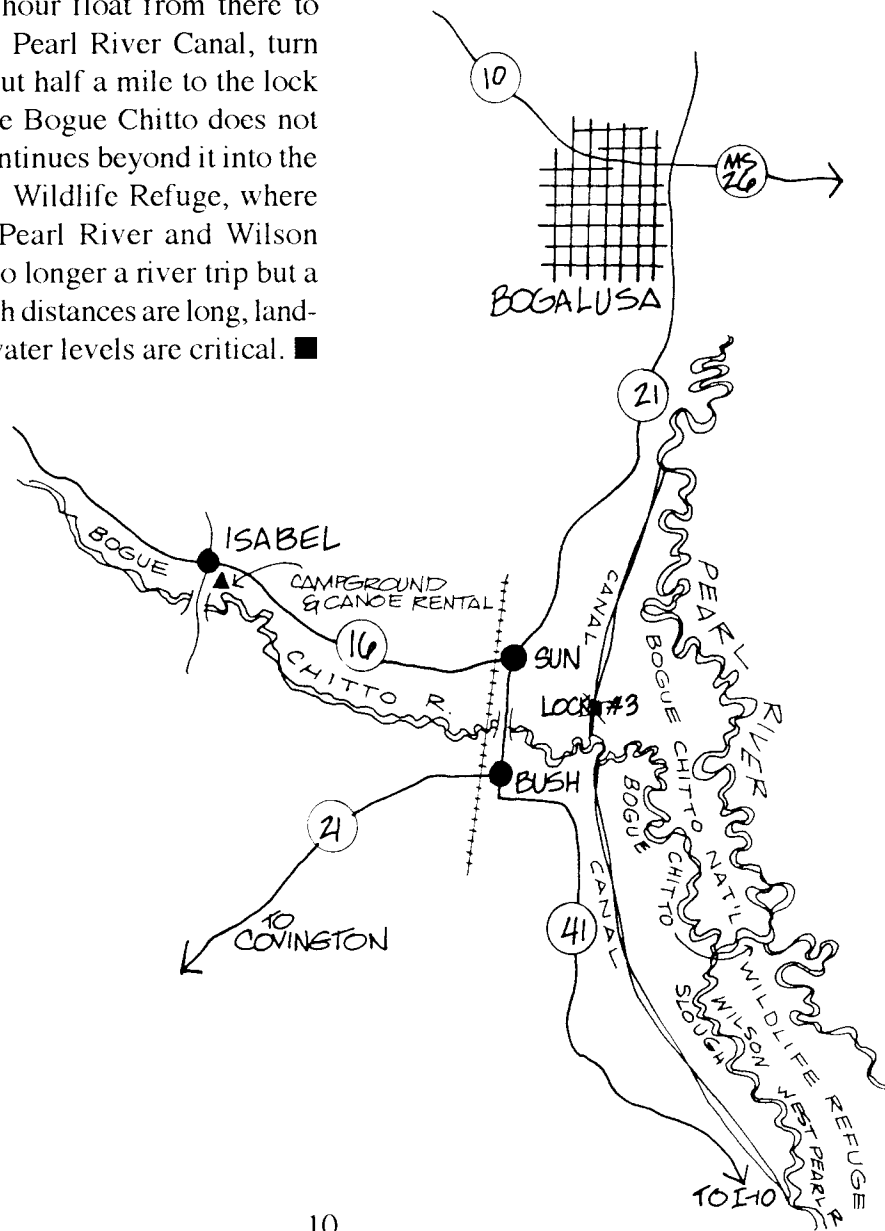 hour float from there to
Pearl River Canal, turn
ut half a mile to the lock
e Bogue Chitto does not
ntinues beyond it into the
Wildlife Refuge, where
Pearl River and Wilson
o longer a river trip but a
h distances are long, land-
vater levels are critical. ■
10
MS
26
BOGALUSA
21
BOGUE
ISABEL
CAMPGROUND
& CANOE RENTAL
16
CHITTO R.
SUN
CANAL
LOCK #3
PEARL
RIVER
BOGUE CHITTO NAT'L
WILDLIFE REFUGE
BUSH
BOGUE
CHITTO
21
TO
COVINGTON
41
CANAL
WILSON
SLOUGH
WEST PEARL R
TO I-10
10